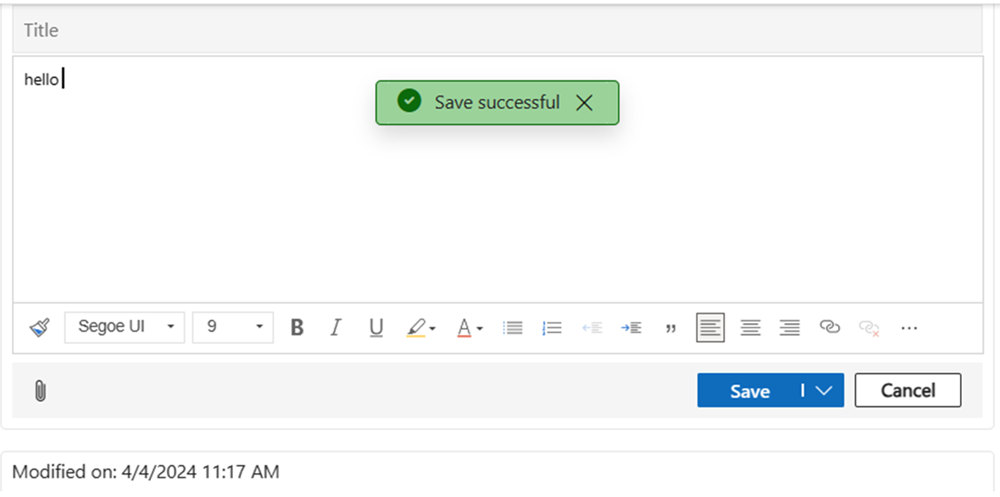 Title
hello
Save successful
Segoe UI 9 B I U A
Save Cancel
Modified on: 4/4/2024 11:17 AM